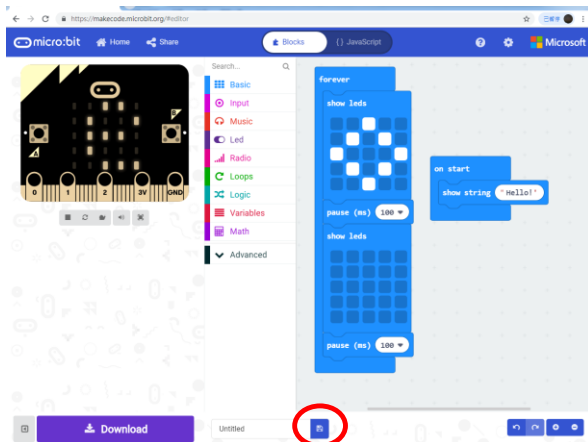 https://makecode.microbit.org/#editor
micro:bit
Home
Share
Blocks
{} JavaScript
Microsoft
Search...
Basic
Input
Music
Led
Radio
Loops
Logic
Variables
Math
Advanced
B
A
0
1
2
3V
GND
forever
show leds
pause (ms) 100
show leds
pause (ms) 100
on start
show string "Hello!"
Download
Untitled